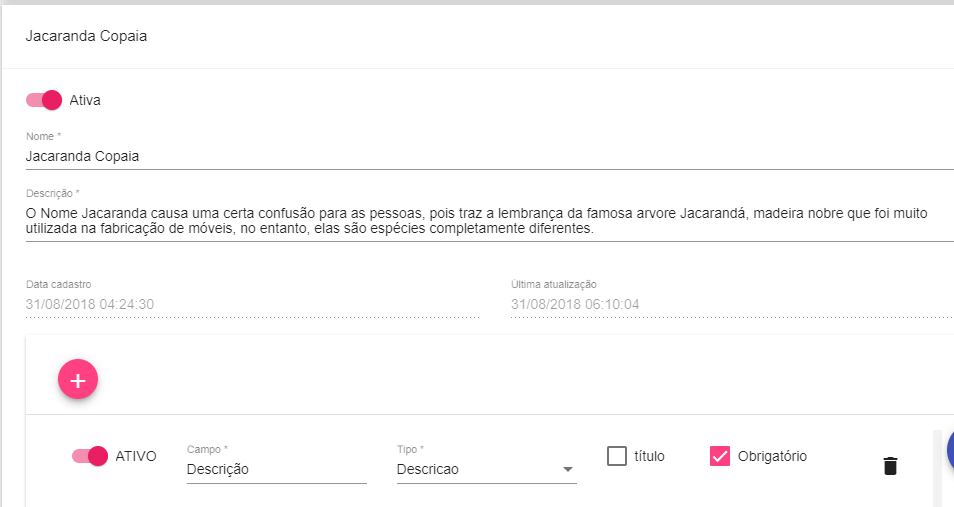 Jacaranda Copaia
Ativa
Nome *
Jacaranda Copaia
Descrição *
O Nome Jacaranda causa uma certa confusão para as pessoas, pois traz a lembrança da famosa arvore Jacarandá, madeira nobre que foi muito
utilizada na fabricação de móveis, no entanto, elas são espécies completamente diferentes.
Data cadastro Última atualização
31/08/2018 04:24:30 31/08/2018 06:10:04
+
Campo * Tipo *
ATIVO Descrição Descricao título Obrigatório